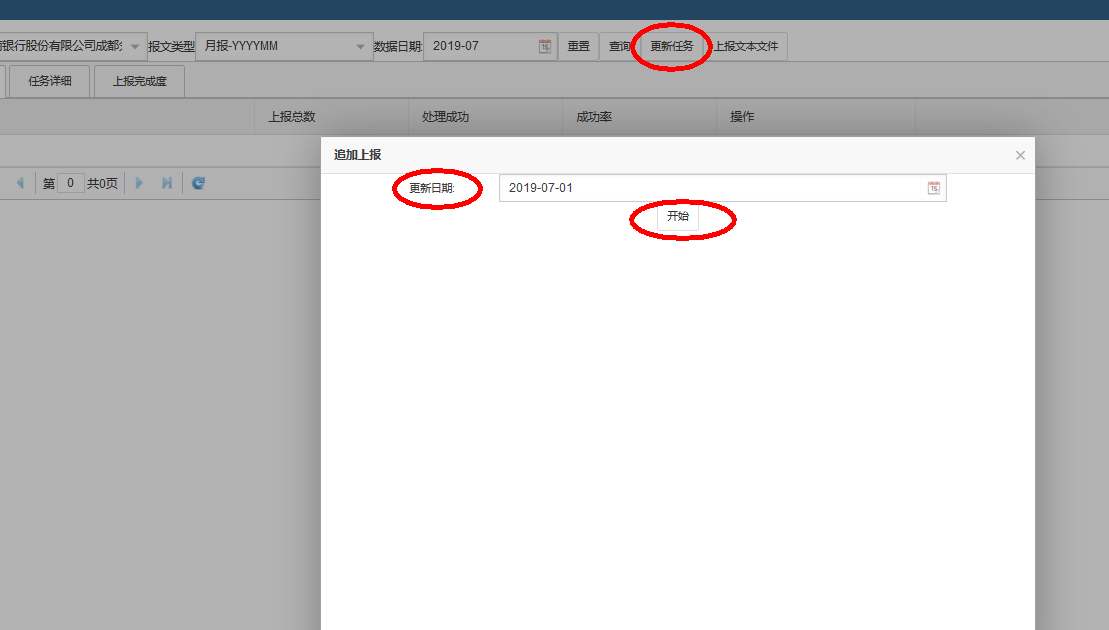 银行股份有限公司成都 报文类型 月报-YYYYMM 数据日期: 2019-07 重置 查询 更新任务 上报文本文件
任务详细 上报完成度
上报总数 处理成功 成功率 操作
追加上报
第 0 共0页
更新日期: 2019-07-01
开始